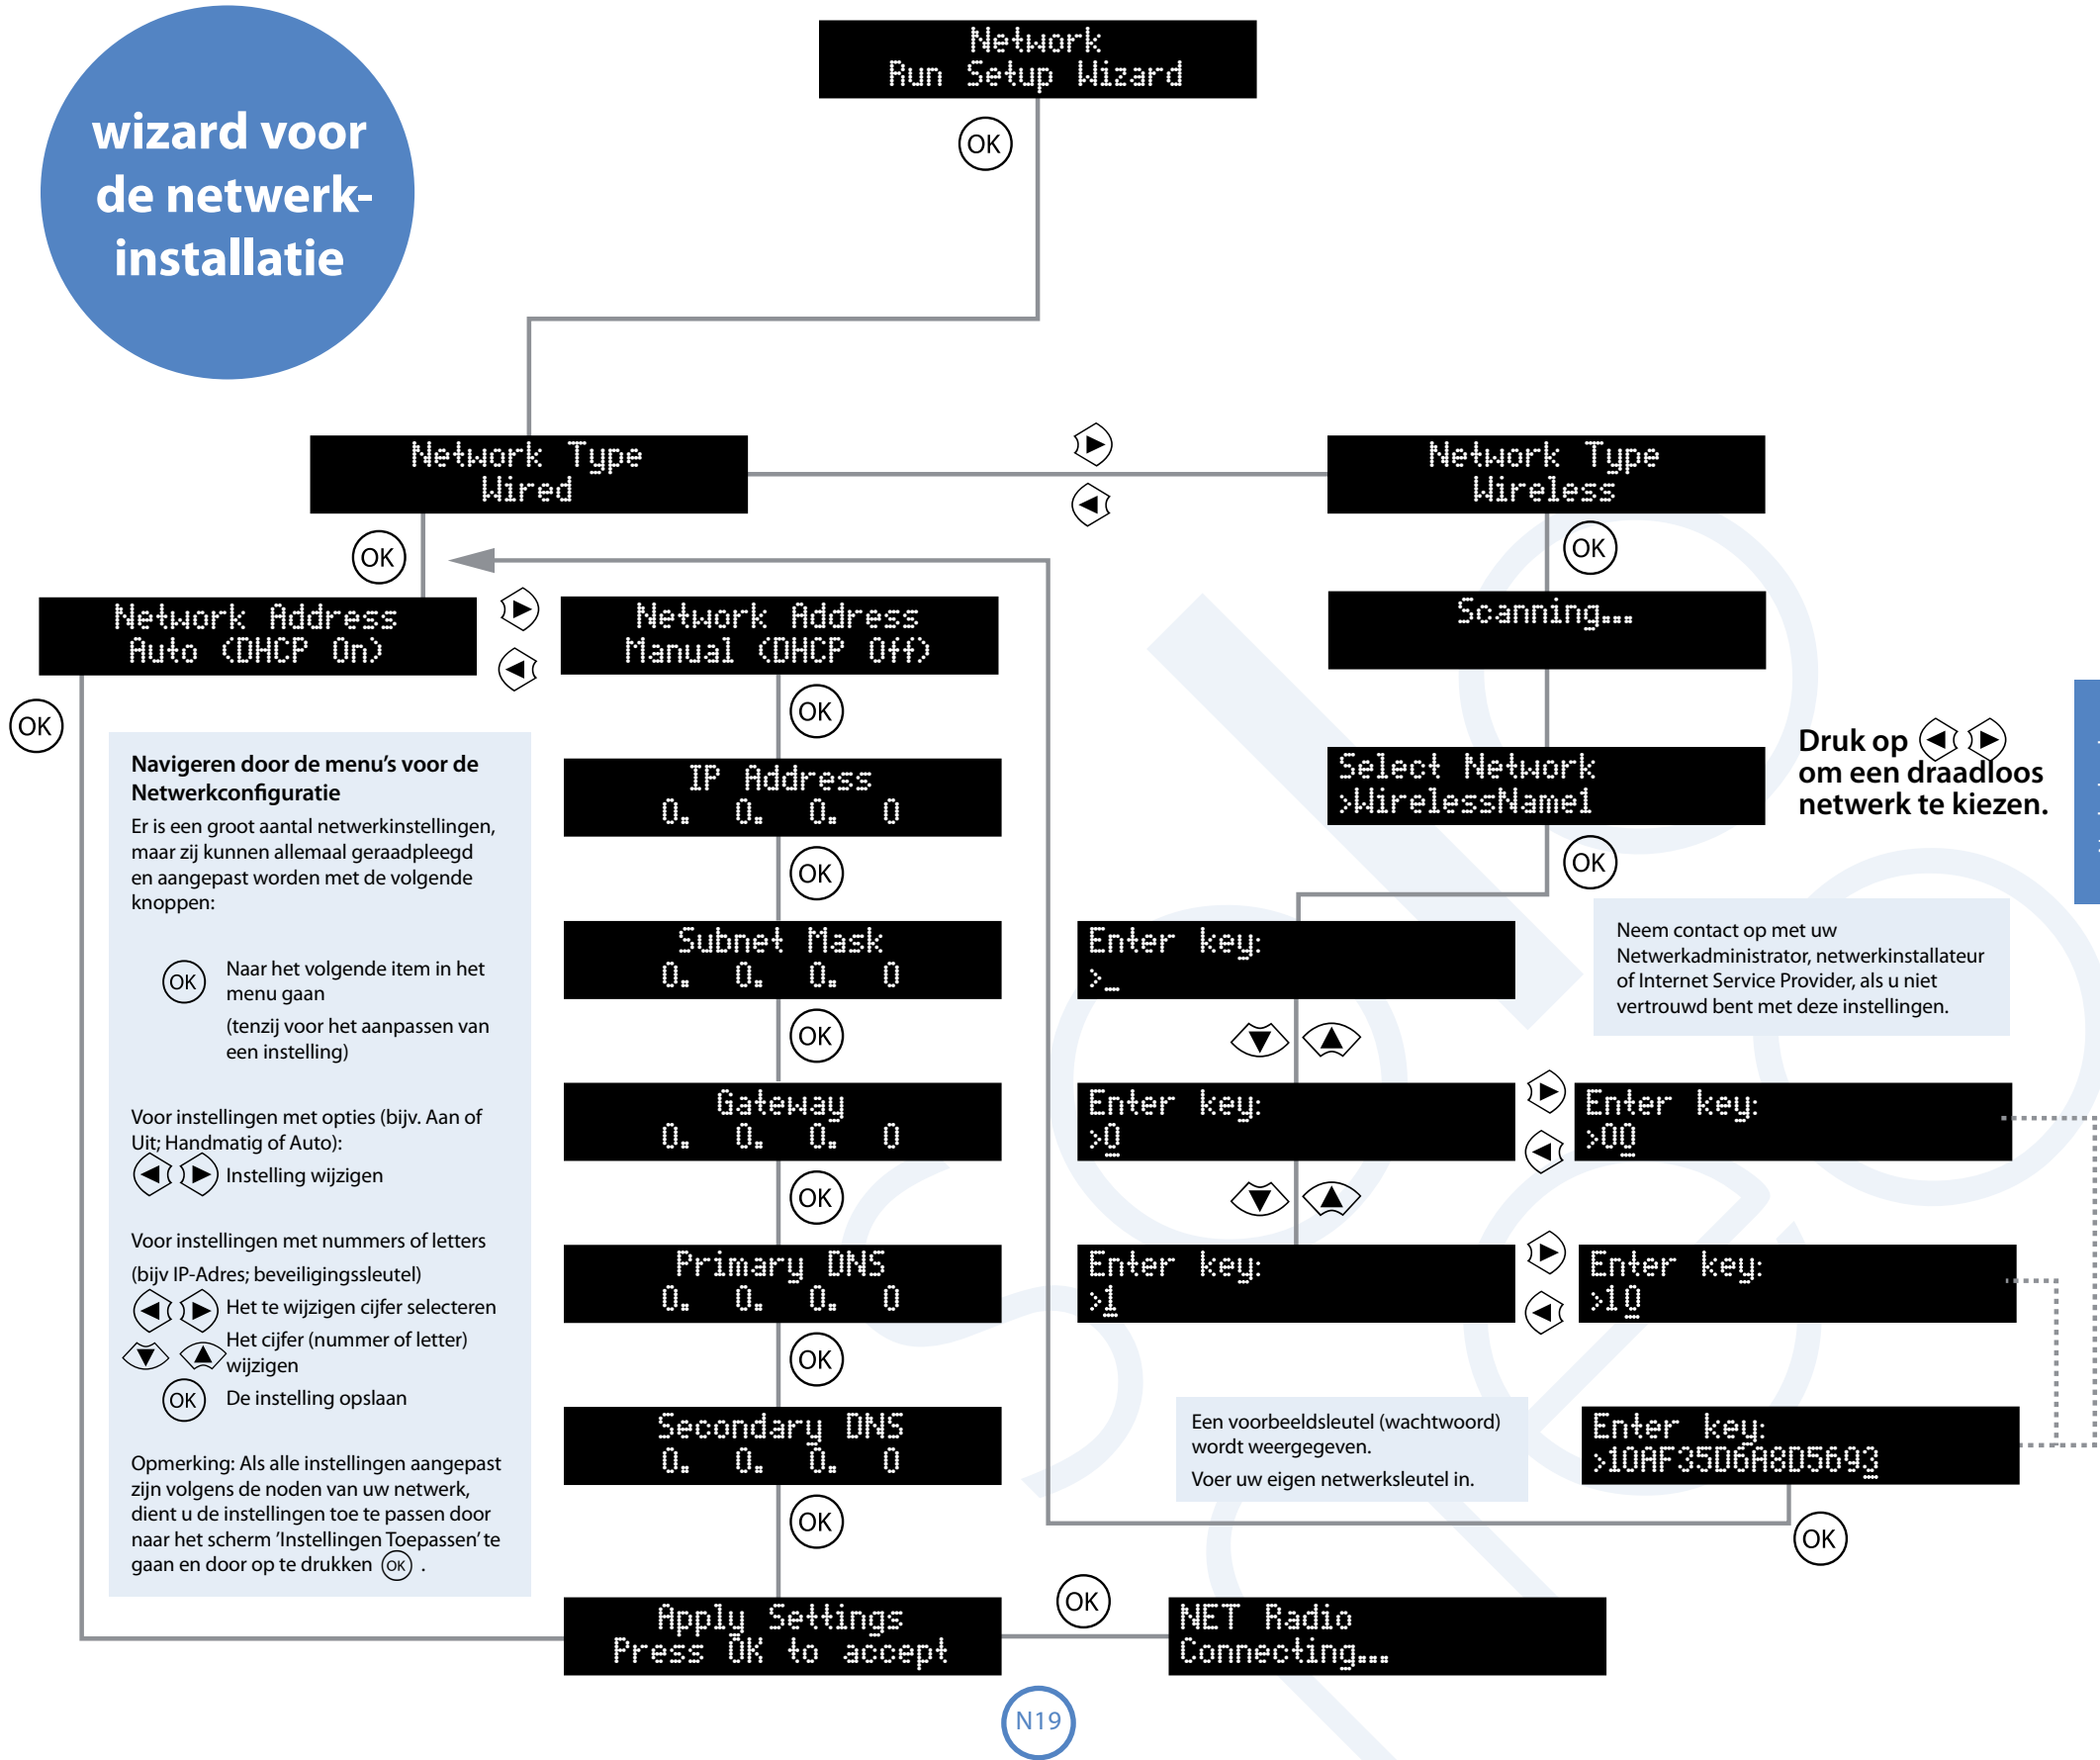 wizard voor
de netwerk-
installatie
Network
Run Setup Wizard
OK
Network Type
Wired
Network Type
Wireless
OK
OK
Network Address
Auto (DHCP On)
Network Address
Manual (DHCP Off)
Scanning...
OK
OK
Navigeren door de menu's voor de
Netwerkconfiguratie
Er is een groot aantal netwerkinstellingen,
maar zij kunnen allemaal geraadpleegd
en aangepast worden met de volgende
knoppen:
OK Naar het volgende item in het
menu gaan
(tenzij voor het aanpassen van
een instelling)
Voor instellingen met opties (bijv. Aan of
Uit; Handmatig of Auto):
Instelling wijzigen
Voor instellingen met nummers of letters
(bijv IP-Adres; beveiligingssleutel)
Het te wijzigen cijfer selecteren
Het cijfer (nummer of letter)
wijzigen
OK De instelling opslaan
Opmerking: Als alle instellingen aangepast
zijn volgens de noden van uw netwerk,
dient u de instellingen toe te passen door
naar het scherm 'Instellingen Toepassen' te
gaan en door op te drukken OK .
IP Address
0. 0. 0. 0
OK
Subnet Mask
0. 0. 0. 0
OK
Gateway
0. 0. 0. 0
OK
Primary DNS
0. 0. 0. 0
OK
Secondary DNS
0. 0. 0. 0
OK
Apply Settings
Press OK to accept
OK
NET Radio
Connecting...
Select Network
>WirelessName1
Druk op
om een draadloos
netwerk te kiezen.
OK
Neem contact op met uw
Netwerkadministrator, netwerkinstallateur
of Internet Service Provider, als u niet
vertrouwd bent met deze instellingen.
Enter key:
>_
Enter key:
>0
Enter key:
>00
Enter key:
>1
Enter key:
>10
Een voorbeeldsleutel (wachtwoord)
wordt weergegeven.
Voer uw eigen netwerksleutel in.
Enter key:
>10AF35D6A8D5693
OK
N19